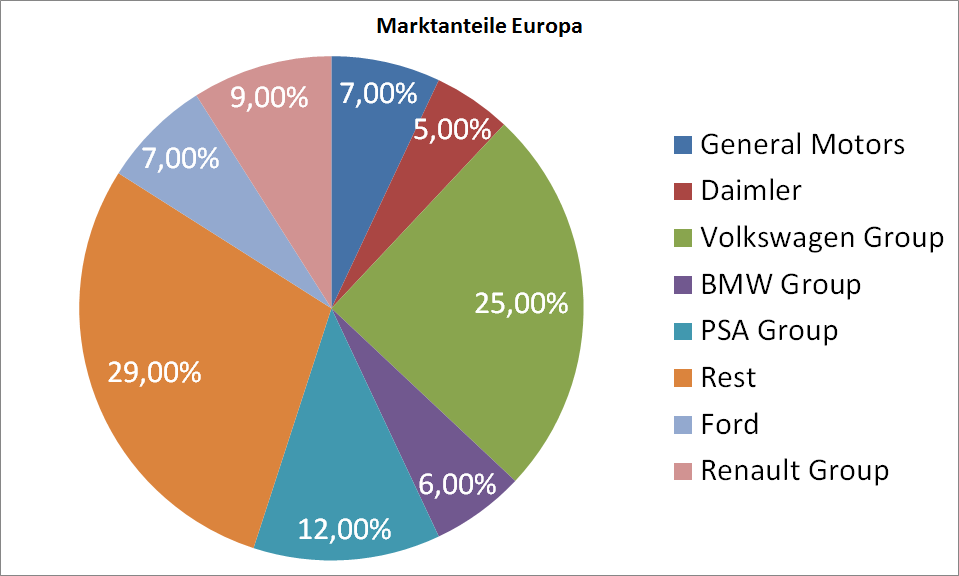 Marktanteile Europa
9,00%
7,00%
5,00%
7,00%
25,00%
29,00%
6,00%
12,00%
General Motors
Daimler
Volkswagen Group
BMW Group
PSA Group
Rest
Ford
Renault Group